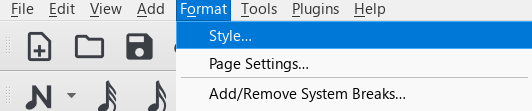 File Edit View Add Format Tools Plugins Help
Style...
Page Settings...
Add/Remove System Breaks...